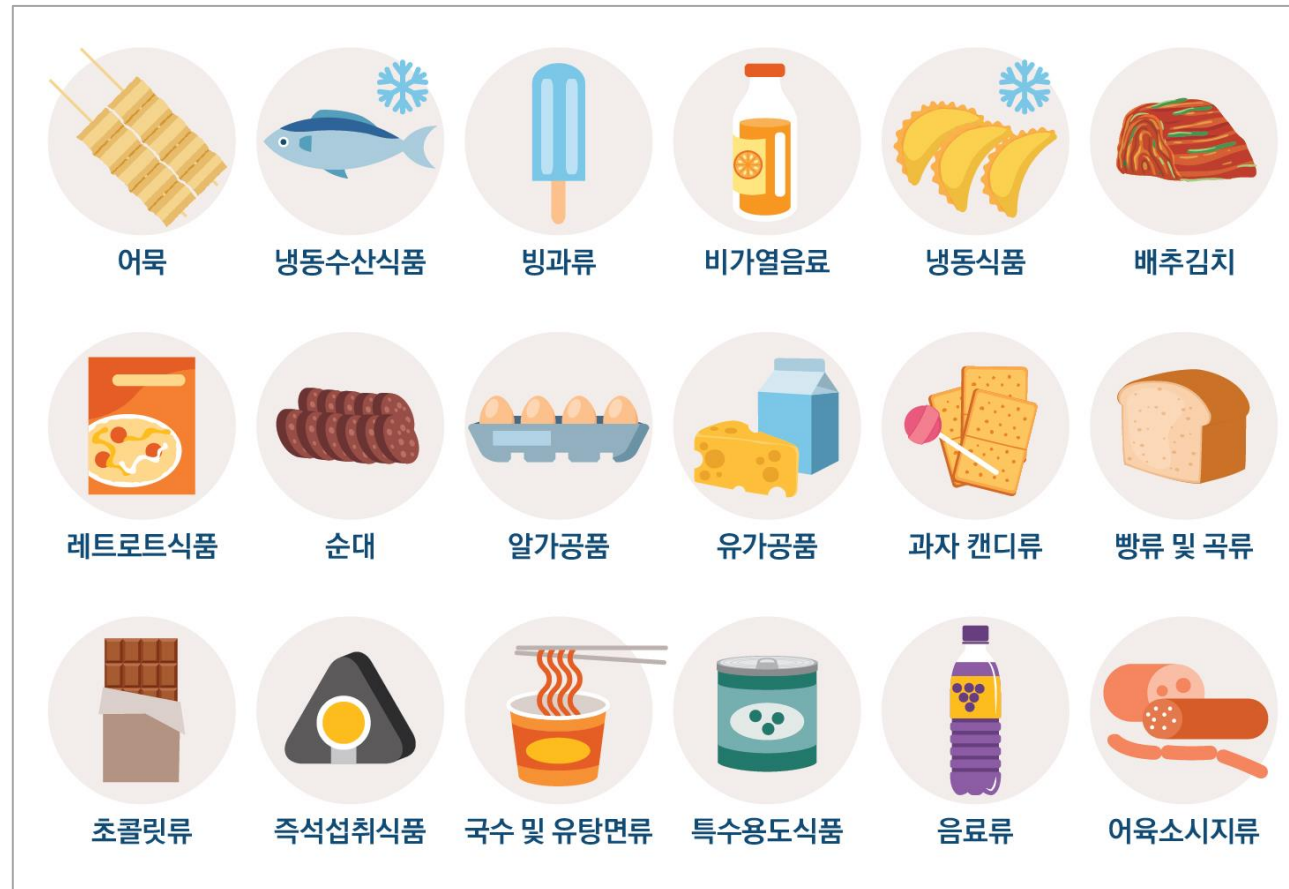 어묵
냉동수산식품
빙과류
비가열음료
냉동식품
배추김치
레트로트식품
순대
알가공품
유가공품
과자 캔디류
빵류 및 곡류
초콜릿류
즉석섭취식품
국수 및 유탕면류
특수용도식품
음료류
어육소시지류